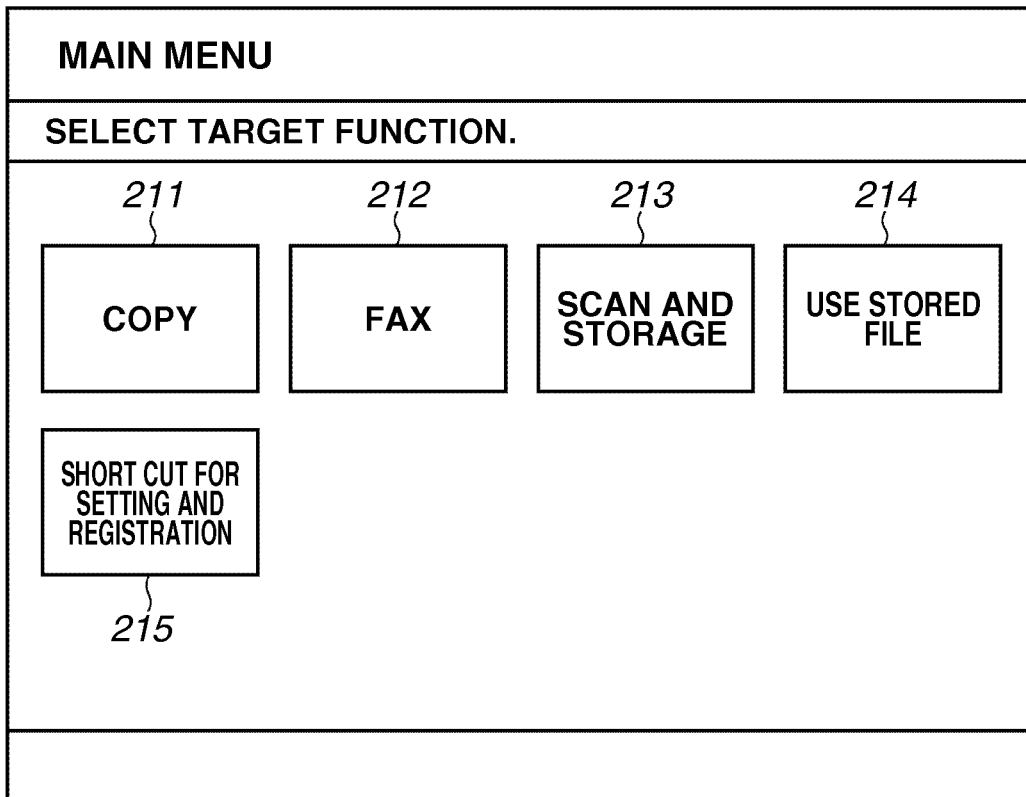 MAIN MENU
SELECT TARGET FUNCTION.
211
212
213
214
COPY
FAX
SCAN AND
STORAGE
USE STORED
FILE
SHORT CUT FOR
SETTING AND
REGISTRATION
215